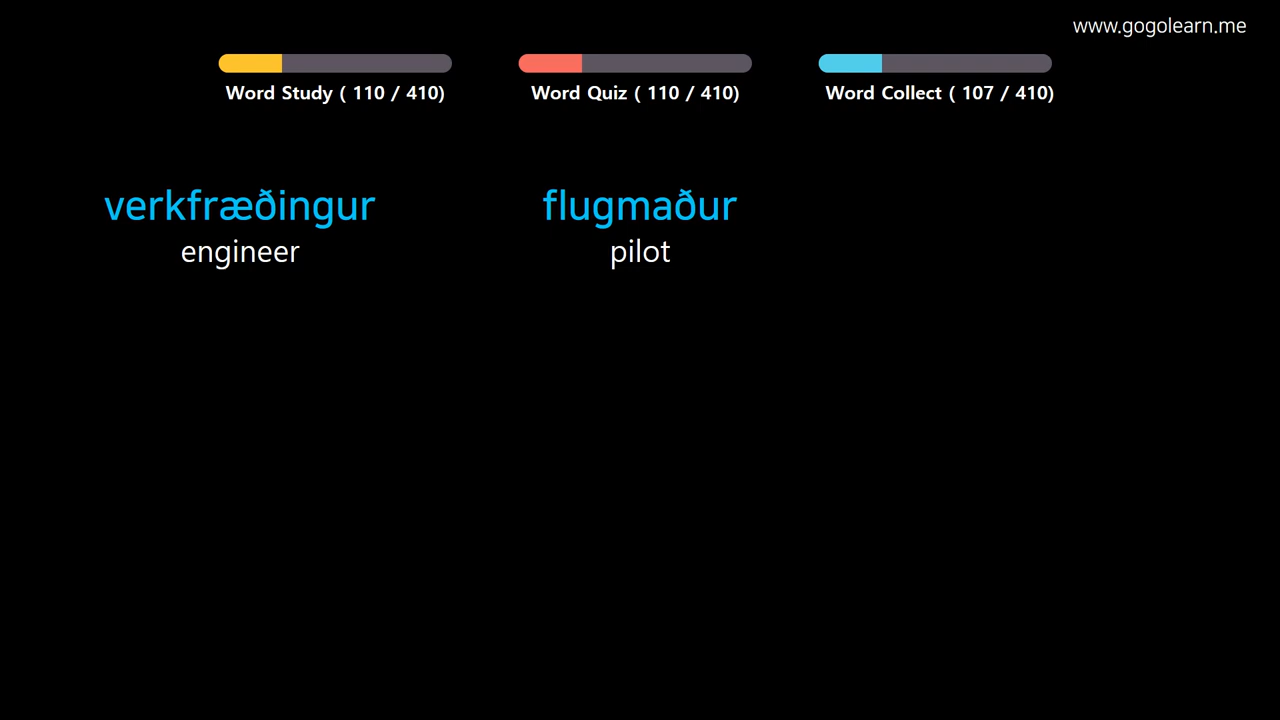 www.gogolearn.me
Word Study ( 110 / 410)
Word Quiz ( 110 / 410)
Word Collect ( 107 / 410)
verkfræðingur
engineer
flugmaður
pilot